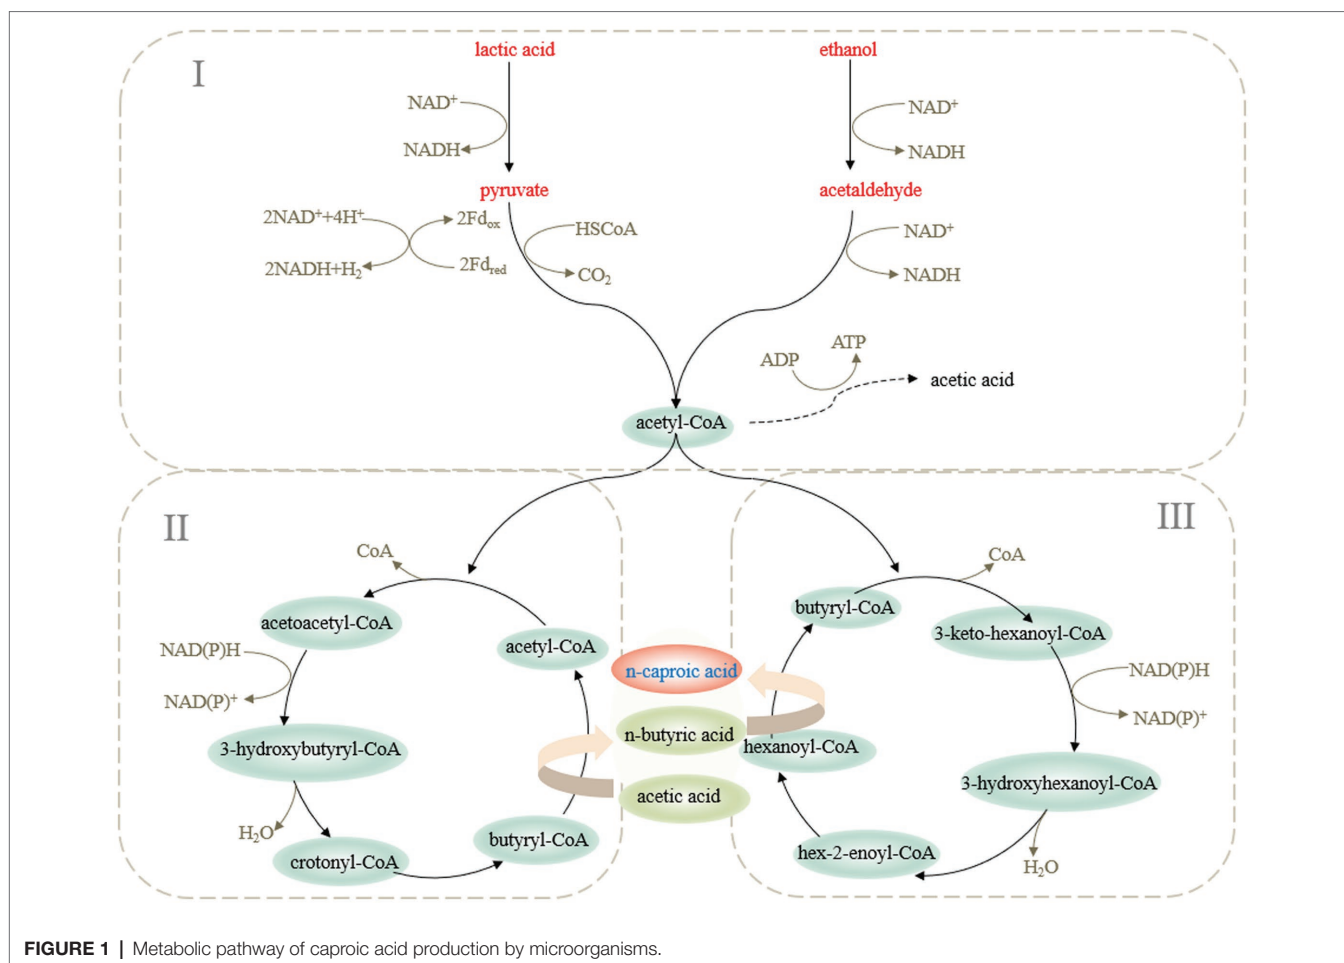 I
lactic acid
ethanol
NAD⁺
NADH
NAD⁺
NADH
pyruvate
acetaldehyde
2NAD⁺+4H⁺
2Fdₒₓ
2NADH+H₂
2Fd_red
HSCoA
CO₂
NAD⁺
NADH
ADP
ATP
acetic acid
acetyl-CoA
II
CoA
acetoacetyl-CoA
acetyl-CoA
NAD(P)H
NAD(P)⁺
3-hydroxybutyryl-CoA
H₂O
crotonyl-CoA
butyryl-CoA
n-caproic acid
n-butyric acid
acetic acid
III
CoA
butyryl-CoA
3-keto-hexanoyl-CoA
NAD(P)H
NAD(P)⁺
hexanoyl-CoA
3-hydroxyhexanoyl-CoA
hex-2-enoyl-CoA
H₂O
FIGURE 1 | Metabolic pathway of caproic acid production by microorganisms.